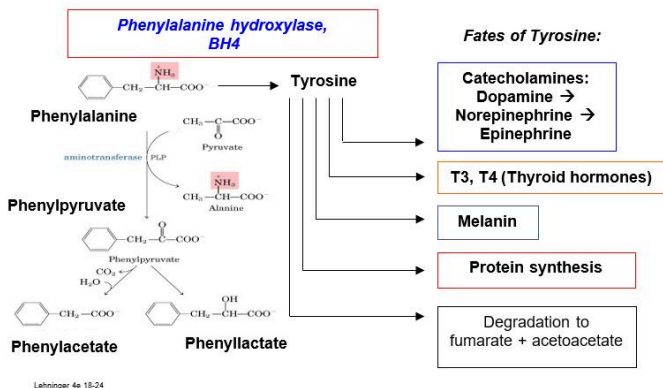 Phenylalanine hydroxylase,
BH4
Fates of Tyrosine:
+
NH₃
CH₂—CH—COO⁻
Phenylalanine
Tyrosine
Catecholamines:
Dopamine →
Norepinephrine →
Epinephrine
CH₃—C—COO⁻
O
Pyruvate
aminotransferase
PLP
T3, T4 (Thyroid hormones)
+
NH₃
CH₃—CH—COO⁻
Alanine
Phenylpyruvate
Melanin
O
CH₂—C—COO⁻
Phenylpyruvate
Protein synthesis
CO₂
H₂O
OH
CH₂—COO⁻
CH₂—CH—COO⁻
Phenylacetate
Phenyllactate
Degradation to
fumarate + acetoacetate
Lehninger 4e 18-24